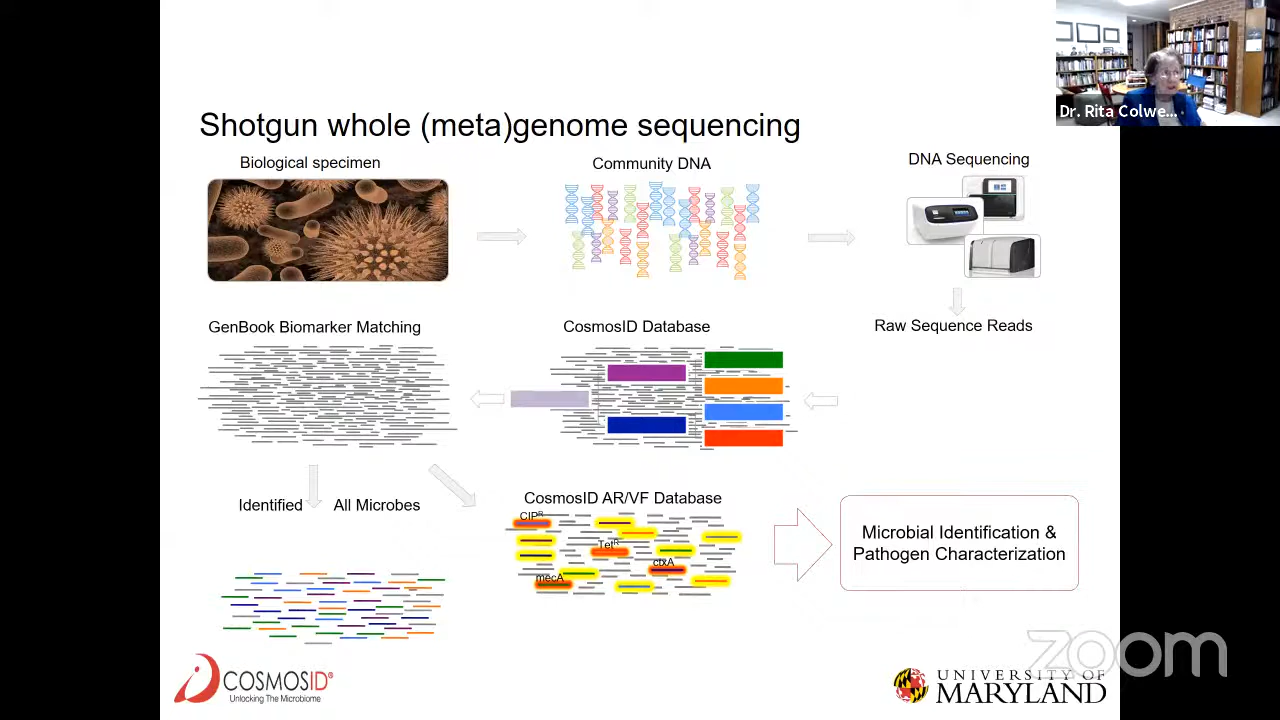 Dr. Rita Colwe...
Shotgun whole (meta)genome sequencing
Biological specimen
Community DNA
DNA Sequencing
GenBook Biomarker Matching
CosmosID Database
Raw Sequence Reads
Identified
All Microbes
CosmosID AR/VF Database
CIPᴿ
Tetᴿ
ctxA
mecA
Microbial Identification &
Pathogen Characterization
zoom
COSMOSID®
Unlocking The Microbiome
UNIVERSITY OF
MARYLAND